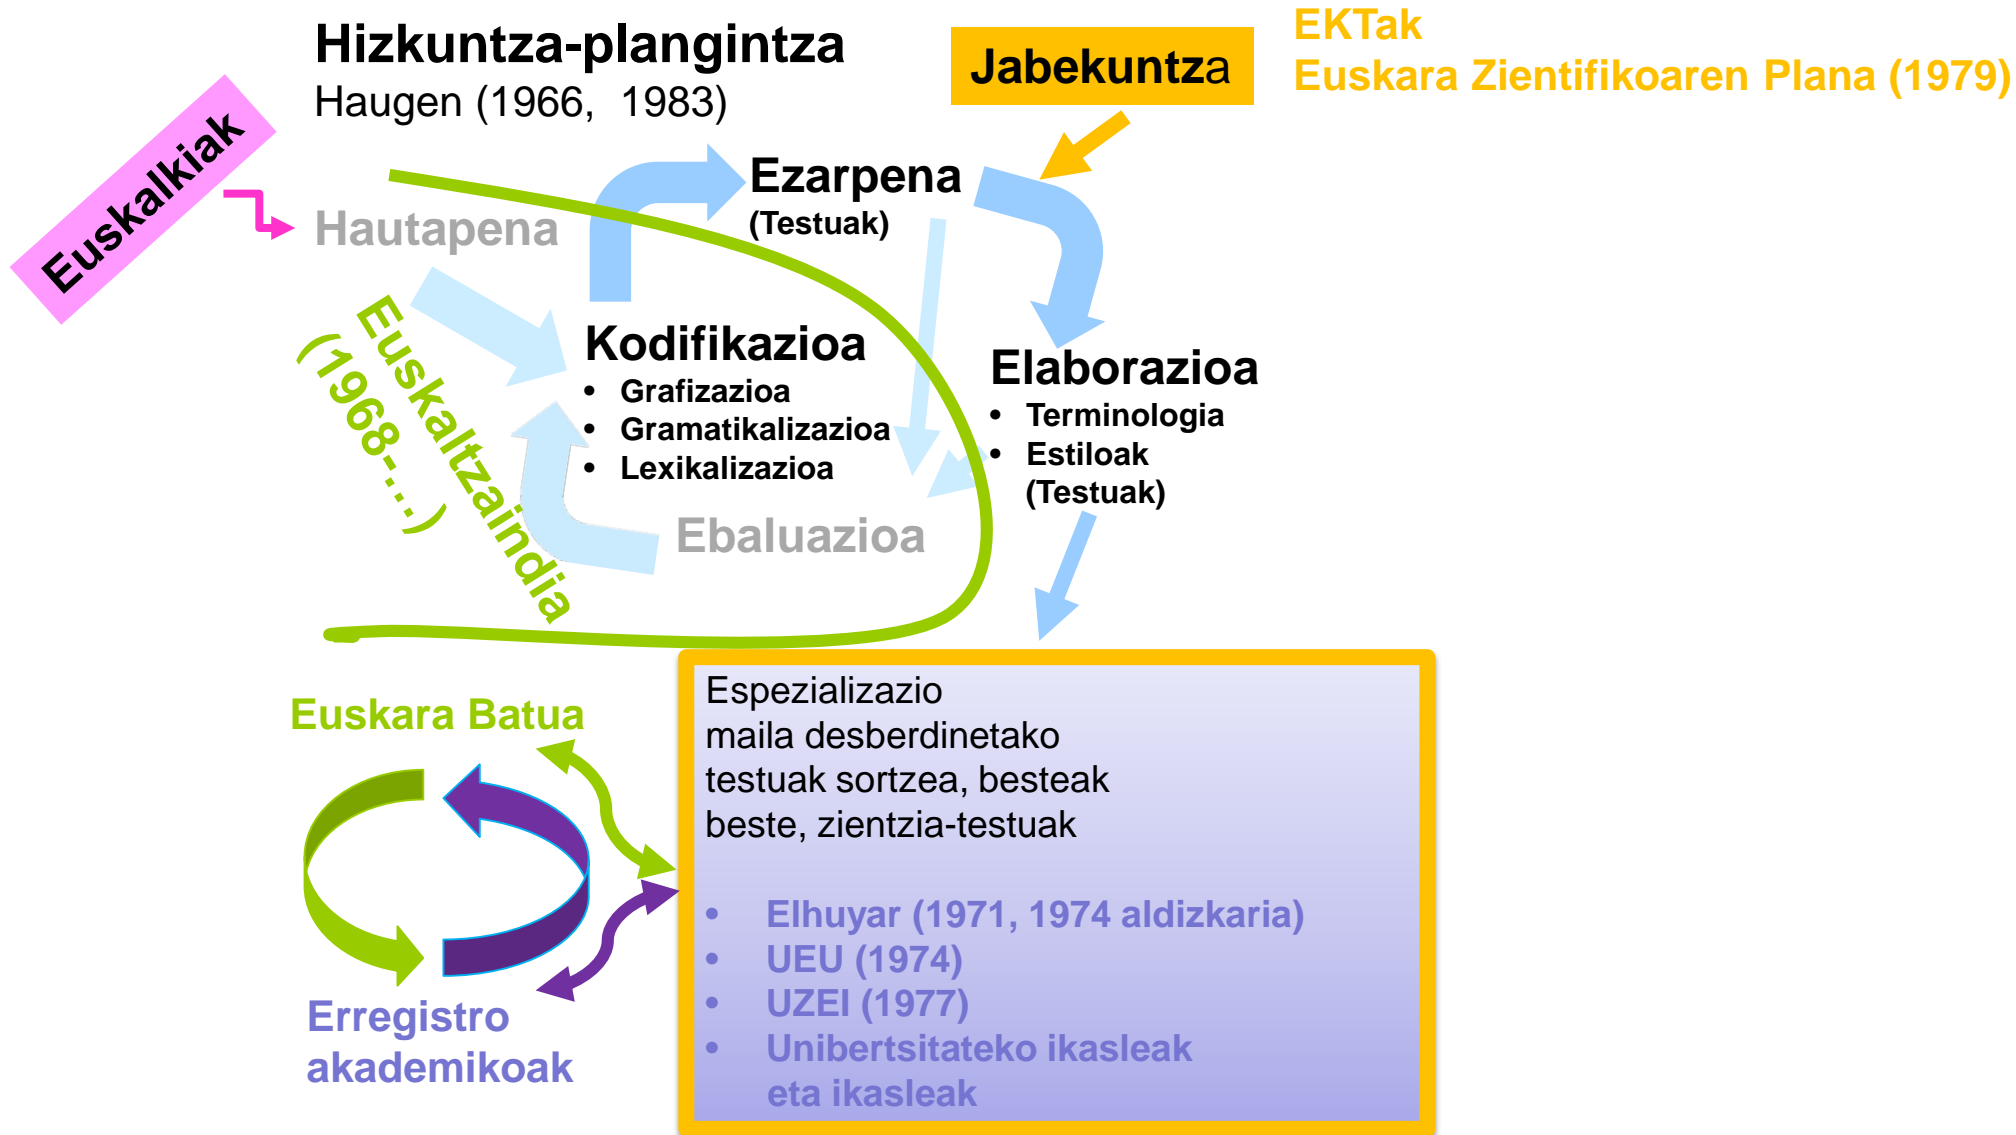 Hizkuntza-plangintza
Haugen (1966, 1983)
Jabekuntza
EKTak
Euskara Zientifikoaren Plana (1979)
Euskalkiak
Hautapena
Ezarpena
(Testuak)
Euskaltzaindia
(1968-...)
Kodifikazioa
• Grafizazioa
• Gramatikalizazioa
• Lexikalizazioa
Elaborazioa
• Terminologia
• Estiloak
(Testuak)
Ebaluazioa
Euskara Batua
Erregistro
akademikoak
Espezializazio
maila desberdinetako
testuak sortzea, besteak
beste, zientzia-testuak
• Elhuyar (1971, 1974 aldizkaria)
• UEU (1974)
• UZEI (1977)
• Unibertsitateko ikasleak
eta ikasleak